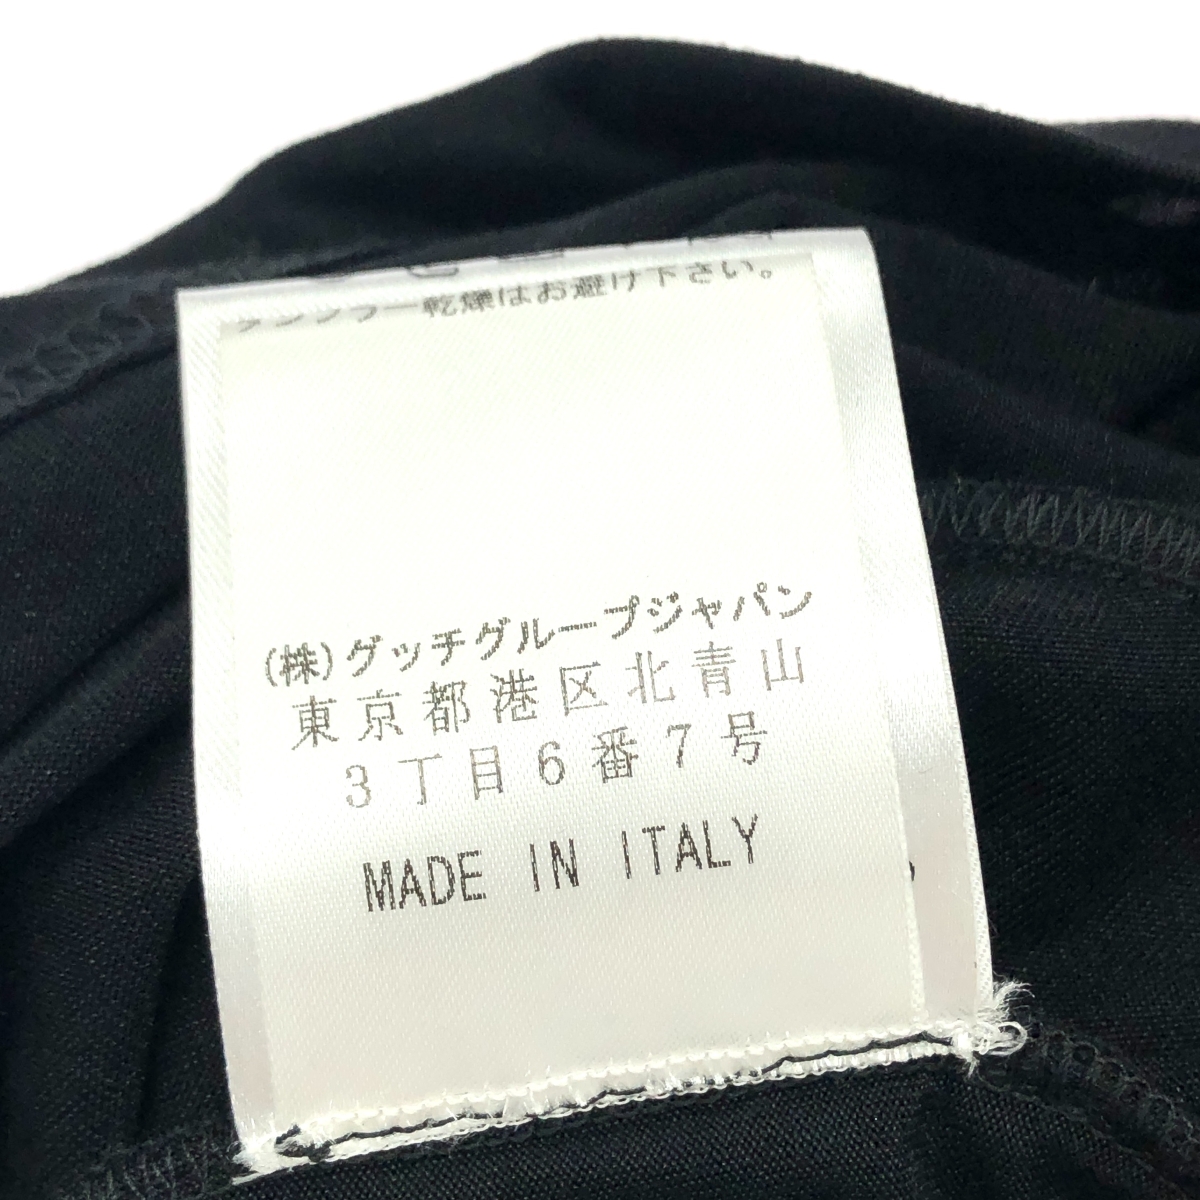 タンブラー乾燥はお避け下さい。
(株)グッチグループジャパン
東京都港区北青山
3丁目6番7号
MADE IN ITALY